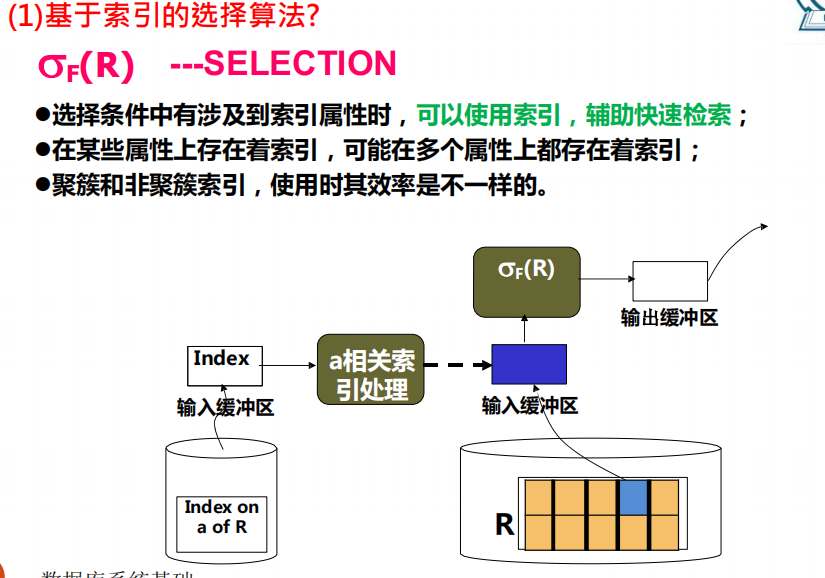 (1)基于索引的选择算法?
σF(R) ---SELECTION
●选择条件中有涉及到索引属性时，可以使用索引，辅助快速检索；
●在某些属性上存在着索引，可能在多个属性上都存在着索引；
●聚簇和非聚簇索引，使用时其效率是不一样的。
σF(R)
输出缓冲区
Index
a相关索
引处理
输入缓冲区
输入缓冲区
Index on
a of R
R
数据库系统基础